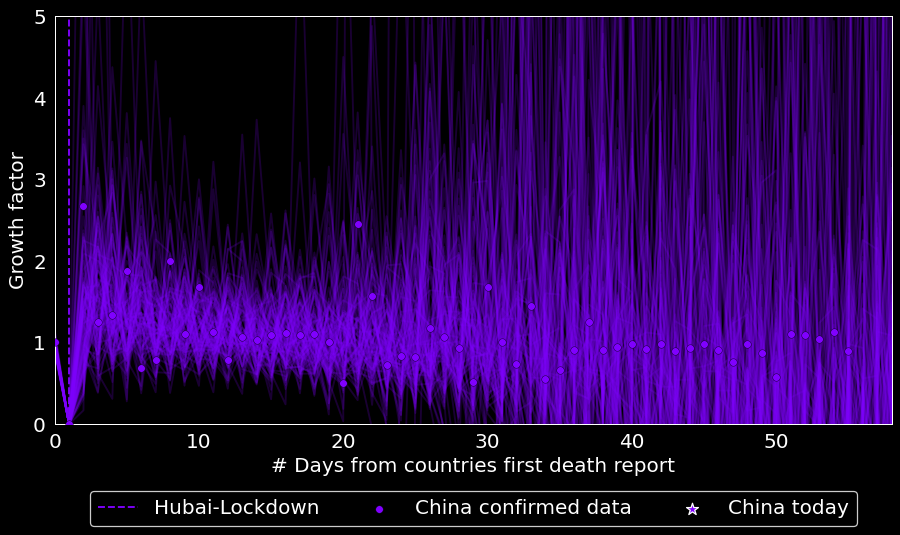 5
4
3
2
1
0
Growth factor
0 10 20 30 40 50
# Days from countries first death report
Hubai-Lockdown China confirmed data China today